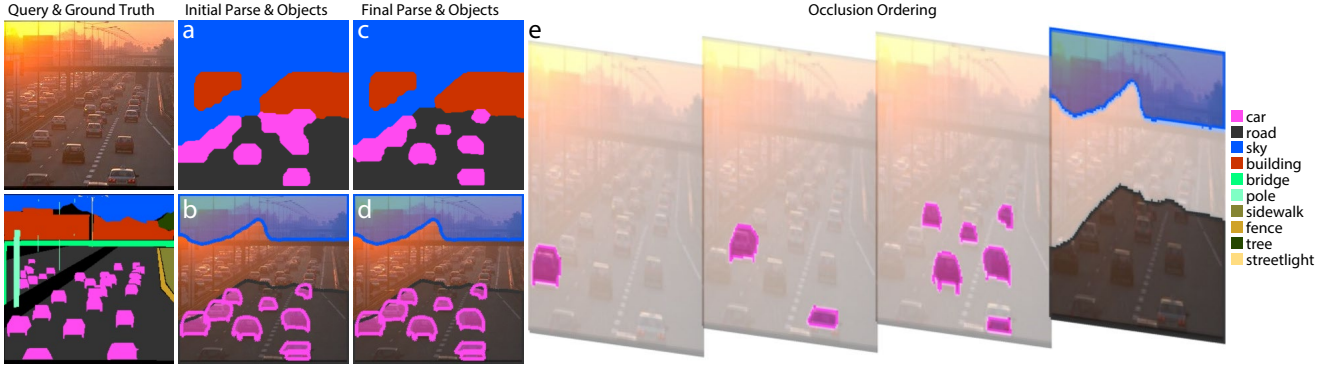 Query & Ground Truth
Initial Parse & Objects
Final Parse & Objects
Occlusion Ordering
a
c
e
b
d
car
road
sky
building
bridge
pole
sidewalk
fence
tree
streetlight